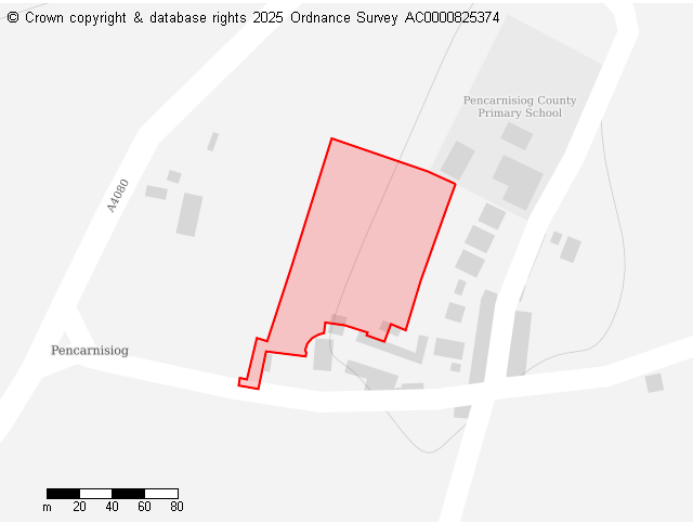 © Crown copyright & database rights 2025 Ordnance Survey AC0000825374
Pencarnisiog County
Primary School
A4080
Pencarnisiog
m 20 40 60 80